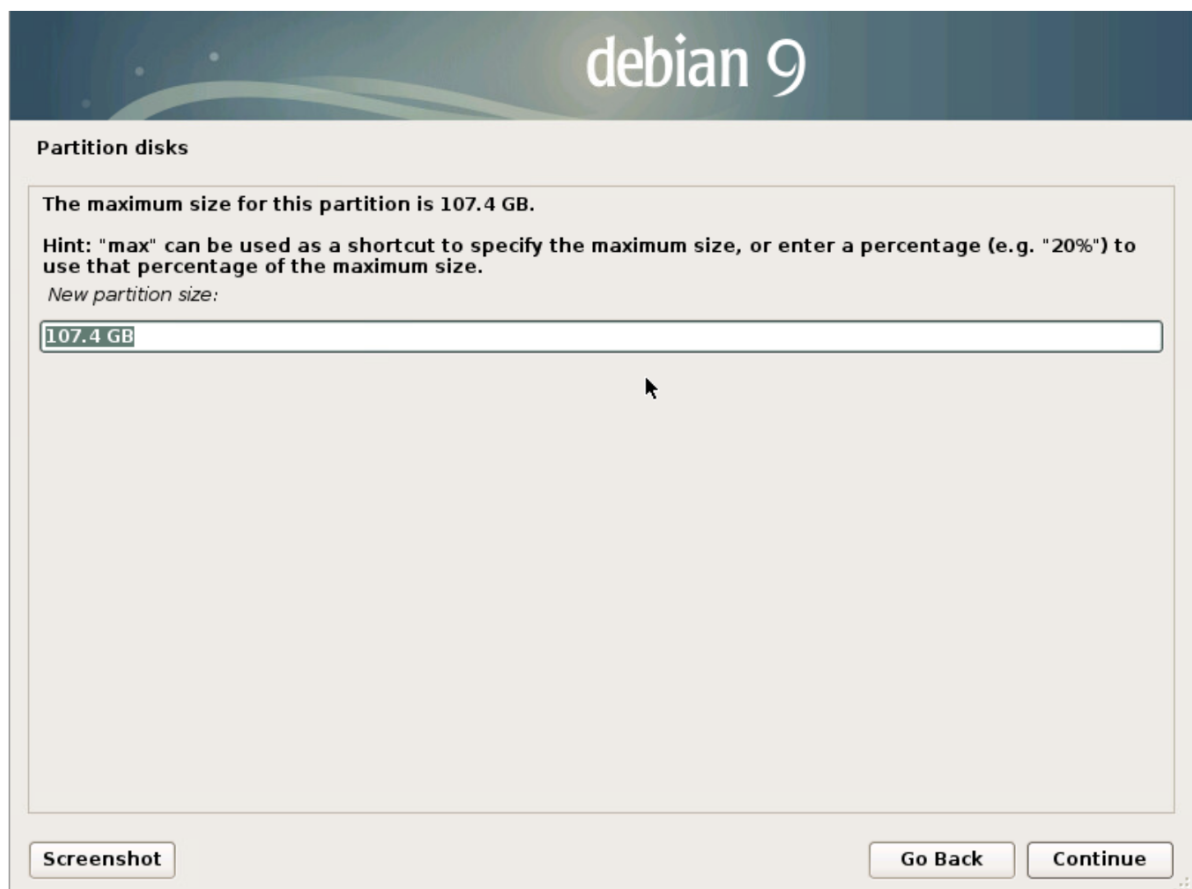 debian 9
Partition disks
The maximum size for this partition is 107.4 GB.
Hint: "max" can be used as a shortcut to specify the maximum size, or enter a percentage (e.g. "20%") to
use that percentage of the maximum size.
New partition size:
107.4 GB
Screenshot
Go Back
Continue